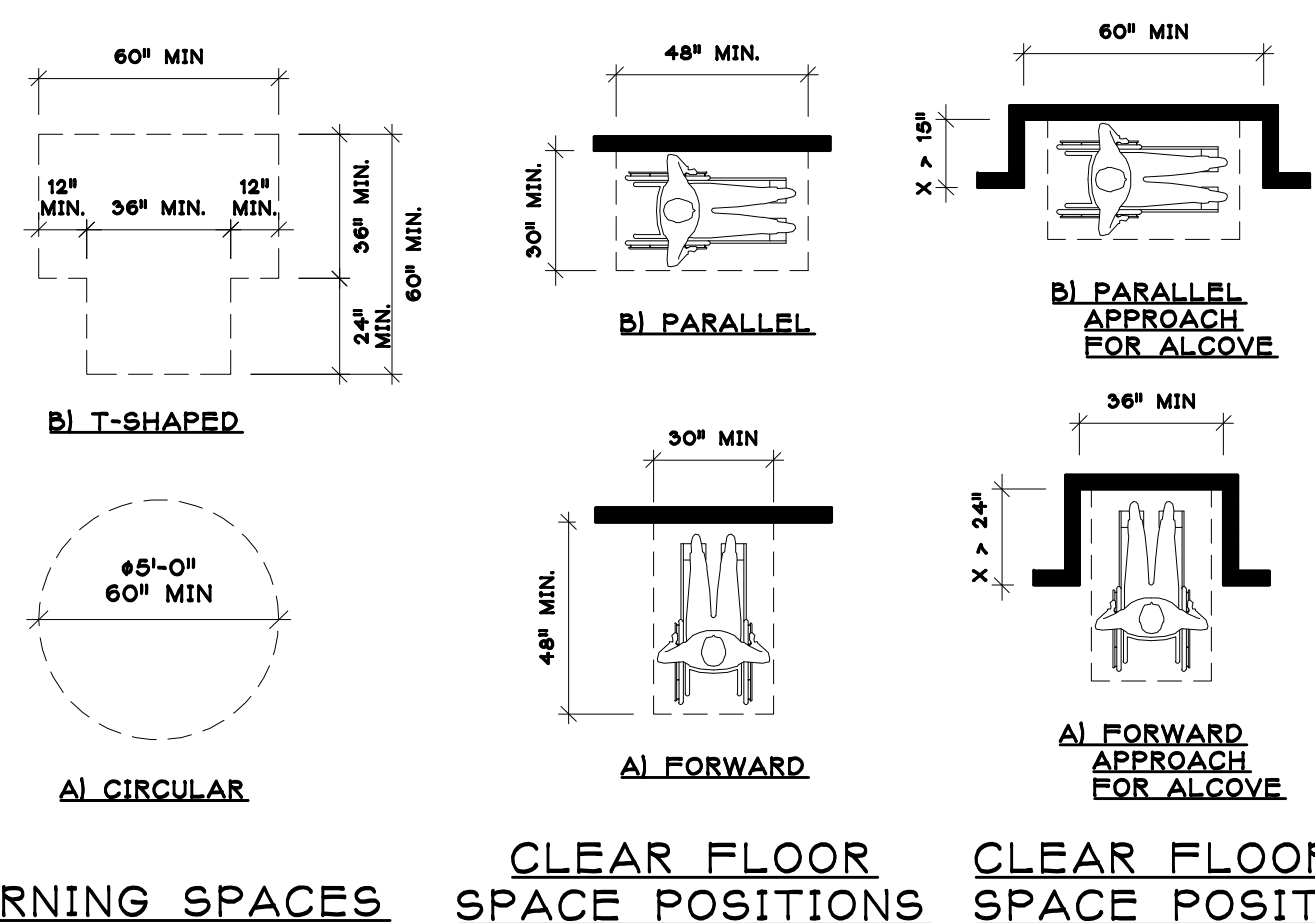 60" MIN
12"
MIN.
36" MIN.
12"
MIN.
36" MIN.
24"
MIN.
60" MIN.
B) T-SHAPED
ø5'-0"
60" MIN
A) CIRCULAR
RNING SPACES
48" MIN.
30" MIN.
B) PARALLEL
30" MIN
48" MIN.
A) FORWARD
CLEAR FLOOR
SPACE POSITIONS
60" MIN
X > 15"
B) PARALLEL
APPROACH
FOR ALCOVE
36" MIN
X > 24"
A) FORWARD
APPROACH
FOR ALCOVE
CLEAR FLOOR
SPACE POSIT